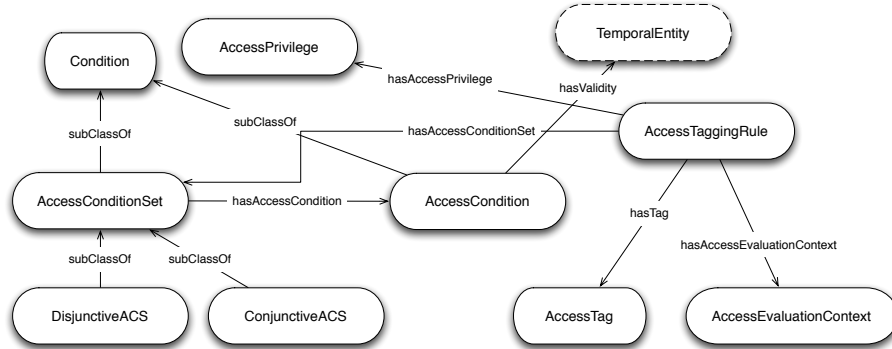 TemporalEntity
AccessPrivilege
Condition
hasAccessPrivilege
hasValidity
subClassOf
subClassOf
hasAccessConditionSet
AccessTaggingRule
AccessConditionSet
hasAccessCondition
AccessCondition
hasTag
hasAccessEvaluationContext
subClassOf
subClassOf
DisjunctiveACS
ConjunctiveACS
AccessTag
AccessEvaluationContext